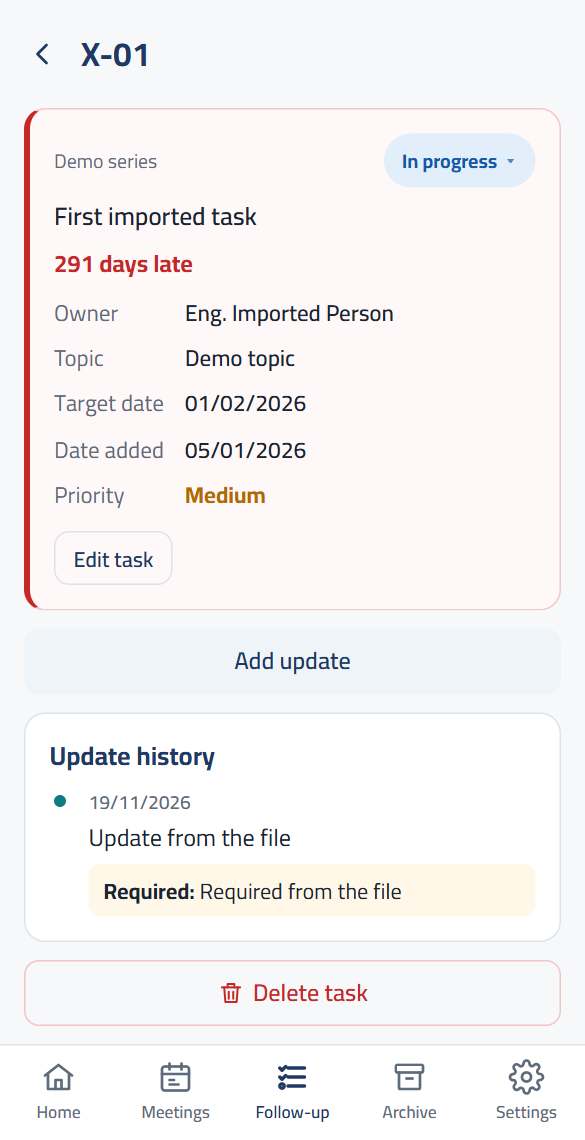 X-01
Demo series
In progress
First imported task
291 days late
Owner Eng. Imported Person
Topic Demo topic
Target date 01/02/2026
Date added 05/01/2026
Priority Medium
Edit task
Add update
Update history
19/11/2026
Update from the file
Required: Required from the file
Delete task
Home Meetings Follow-up Archive Settings